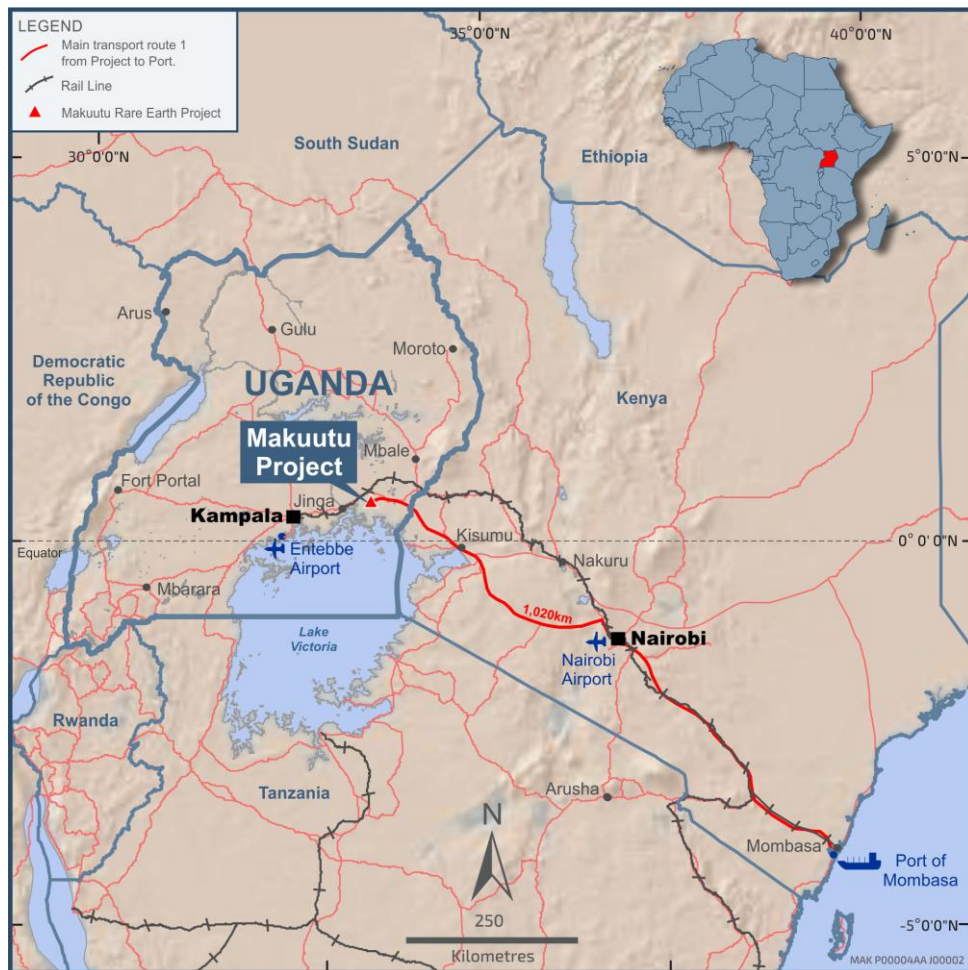 LEGEND
Main transport route 1
from Project to Port.
Rail Line
Makuutu Rare Earth Project
35°0'0"N
40°0'0"N
30°0'0"N
5°0'0"N
South Sudan
Ethiopia
Arus
Gulu
Moroto
Democratic
Republic
of the Congo
UGANDA
Kenya
Makuutu
Project
Mbale
Fort Portal
Jinga
Kampala
Kisumu
Equator
0°0'0"N
Entebbe
Airport
Nakuru
Mbarara
1,020km
Lake
Victoria
Nairobi
Nairobi
Airport
Rwanda
Tanzania
Arusha
N
Mombasa
Port of
Mombasa
250
Kilometres
-5°0'0"N
MAK P00004AA J00002